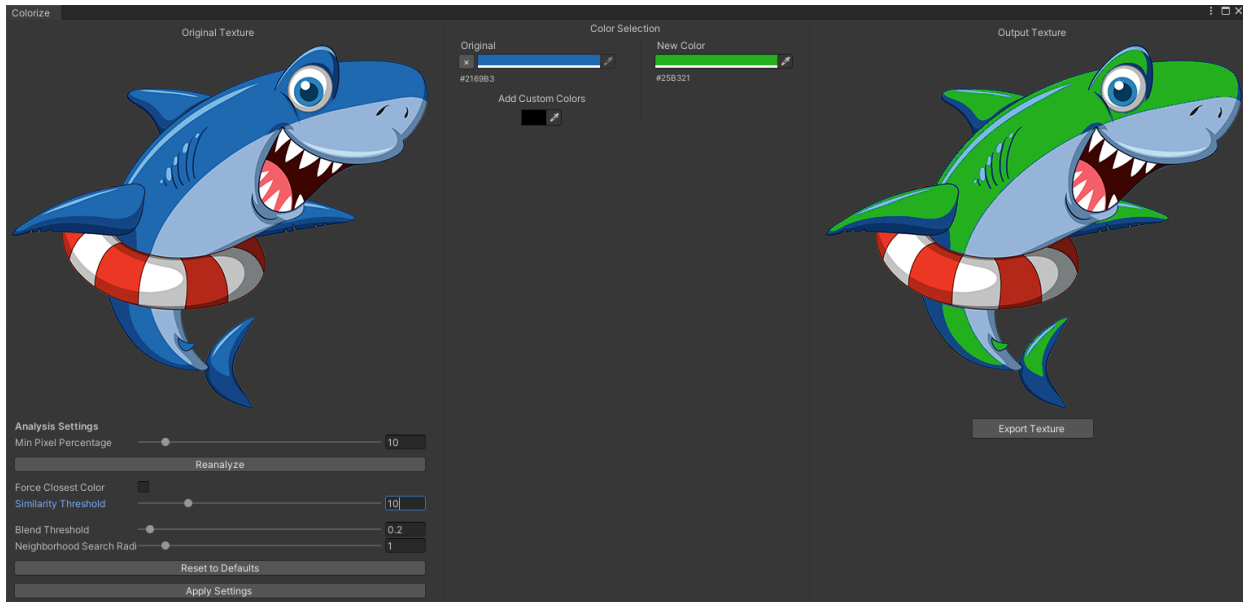 Colorize
Original Texture
Color Selection
Output Texture
Original
New Color
x
#2169B3
#25B321
Add Custom Colors
Analysis Settings
Min Pixel Percentage
10
Reanalyze
Force Closest Color
Similarity Threshold
10
Blend Threshold
0.2
Neighborhood Search Radi
1
Reset to Defaults
Apply Settings
Export Texture